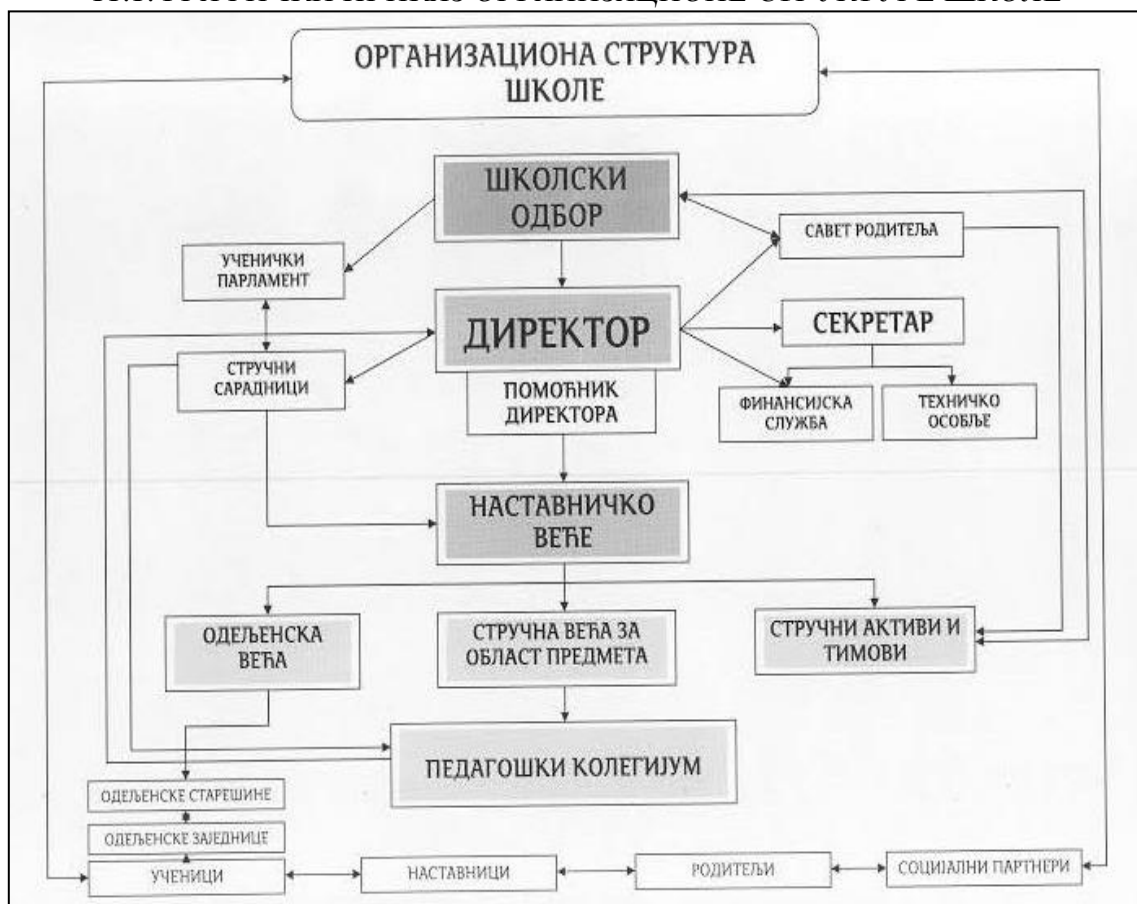 ОРГАНИЗАЦИОНА СТРУКТУРА
ШКОЛЕ
ШКОЛСКИ
ОДБОР
САВЕТ РОДИТЕЉА
УЧЕНИЧКИ
ПАРЛАМЕНТ
ДИРЕКТОР
СЕКРЕТАР
СТРУЧНИ
САРАДНИЦИ
ПОМОЋНИК
ДИРЕКТОРА
ФИНАНСИЈСКА
СЛУЖБА
ТЕХНИЧКО
ОСОБЉЕ
НАСТАВНИЧКО
ВЕЋЕ
ОДЕЉЕНСКА
ВЕЋА
СТРУЧНА ВЕЋА ЗА
ОБЛАСТ ПРЕДМЕТА
СТРУЧНИ АКТИВИ И
ТИМОВИ
ПЕДАГОШКИ КОЛЕГИЈУМ
ОДЕЉЕНСКЕ СТАРЕШИНЕ
ОДЕЉЕНСКЕ ЗАЈЕДНИЦЕ
УЧЕНИЦИ
НАСТАВНИЦИ
РОДИТЕЉИ
СОЦИЈАЛНИ ПАРТНЕРИ